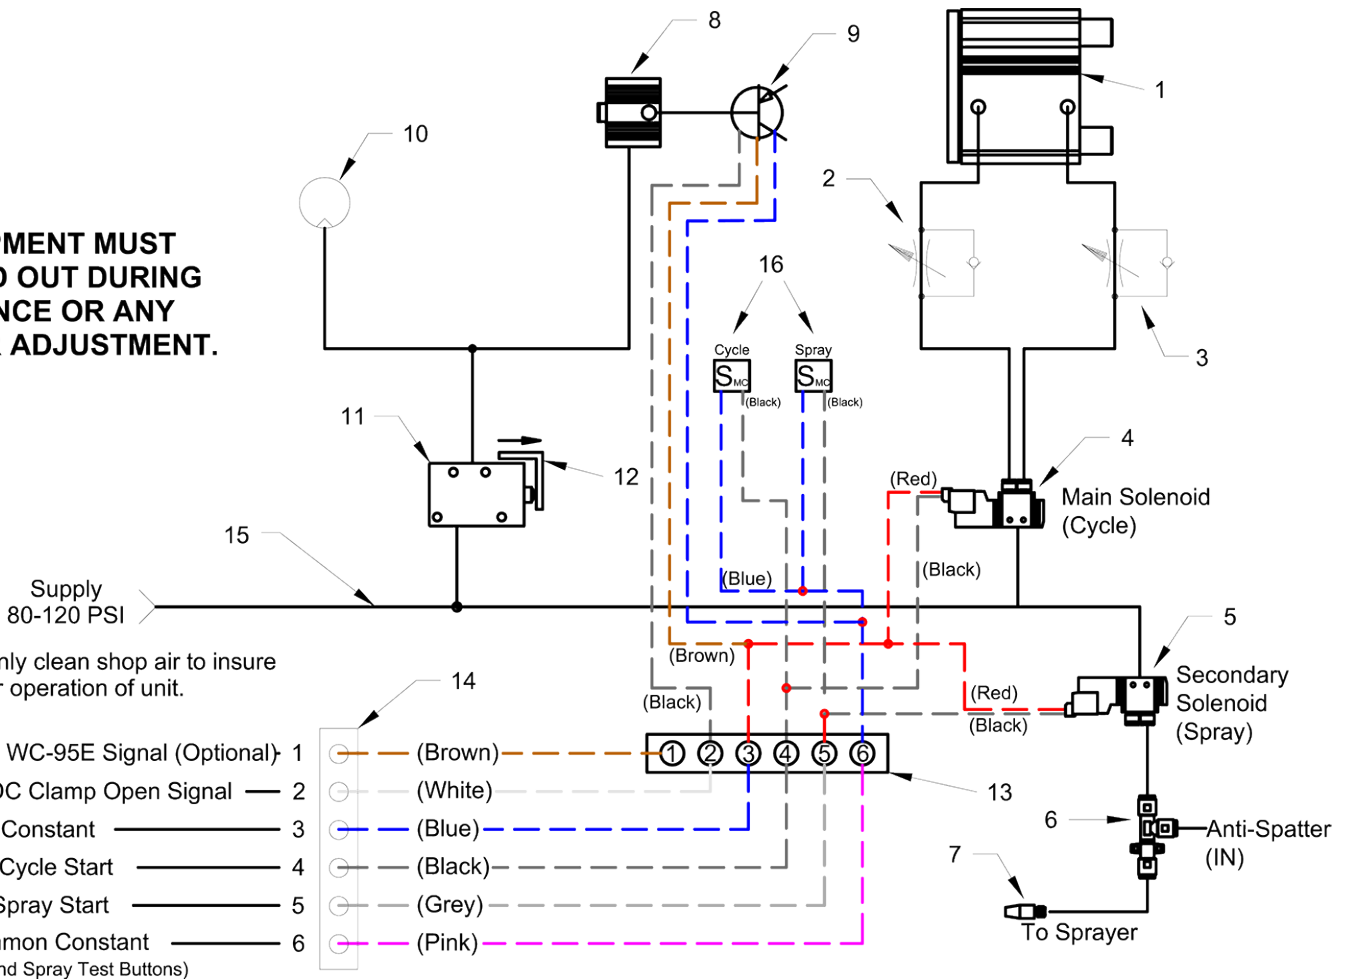 8
9
1
10
2
PMENT MUST
D OUT DURING
NCE OR ANY
ADJUSTMENT.
16
3
Cycle
Spray
SMC
SMC
(Black)
(Black)
11
12
4
(Red)
Main Solenoid
(Cycle)
15
(Black)
(Blue)
Supply
80-120 PSI
5
nly clean shop air to insure
r operation of unit.
(Brown)
14
(Black)
(Red)
(Black)
Secondary
Solenoid
(Spray)
WC-95E Signal (Optional) 1 (Brown)
1 2 3 4 5 6
DC Clamp Open Signal 2 (White)
13
Constant 3 (Blue)
6
Anti-Spatter
(IN)
7
Cycle Start 4 (Black)
Spray Start 5 (Grey)
To Sprayer
mmon Constant 6 (Pink)
nd Spray Test Buttons)